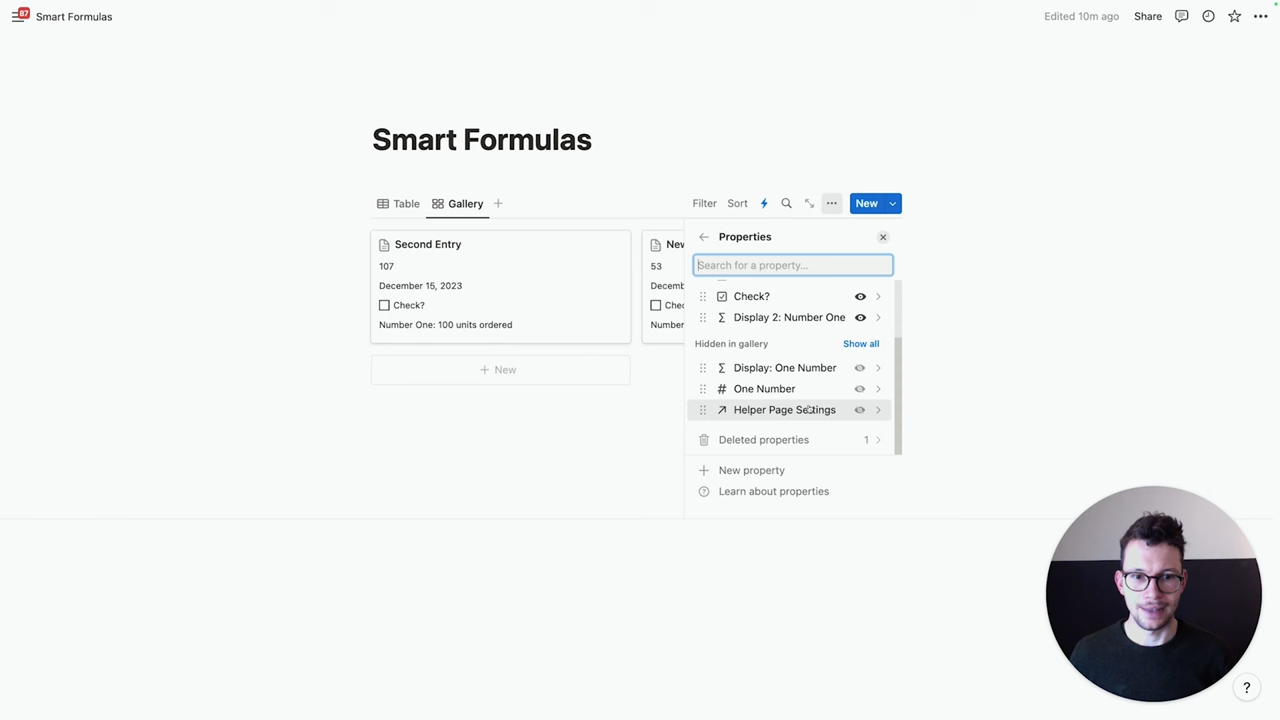 87
Smart Formulas
Edited 10m ago
Share
Smart Formulas
Table
Gallery
Filter
Sort
New
Second Entry
107
December 15, 2023
Check?
Number One: 100 units ordered
New
53
Decemb
Chec
Number
New
Properties
Search for a property...
Check?
Display 2: Number One
Hidden in gallery
Show all
Display: One Number
One Number
Helper Page Settings
Deleted properties
1
New property
Learn about properties
?